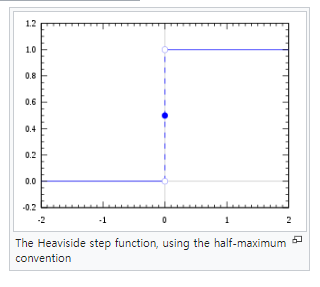 1.2
1.0
0.8
0.6
0.4
0.2
0.0
-0.2
-2 -1 0 1 2
The Heaviside step function, using the half-maximum
convention